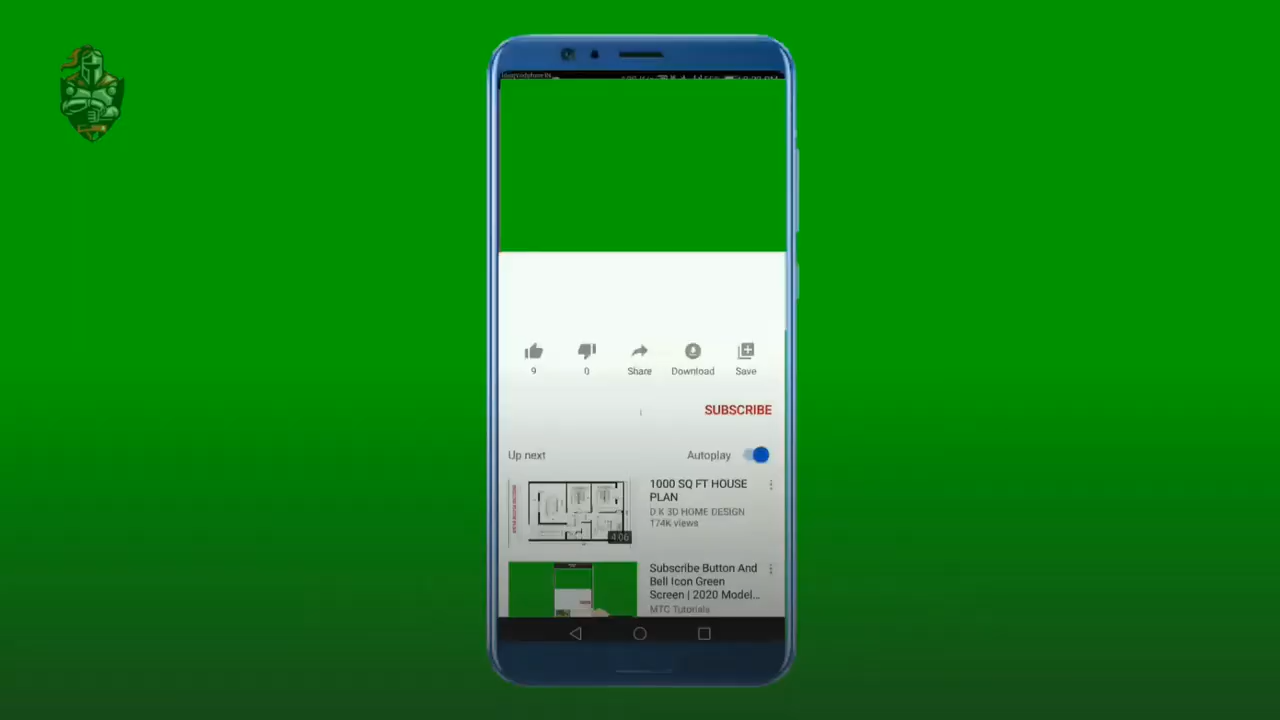 9
0
Share
Download
Save
SUBSCRIBE
Up next
Autoplay
1000 SQ FT HOUSE
PLAN
D K 3D HOME DESIGN
174K views
4:06
Subscribe Button And
Bell Icon Green
Screen | 2020 Model...
MTC Tutorials